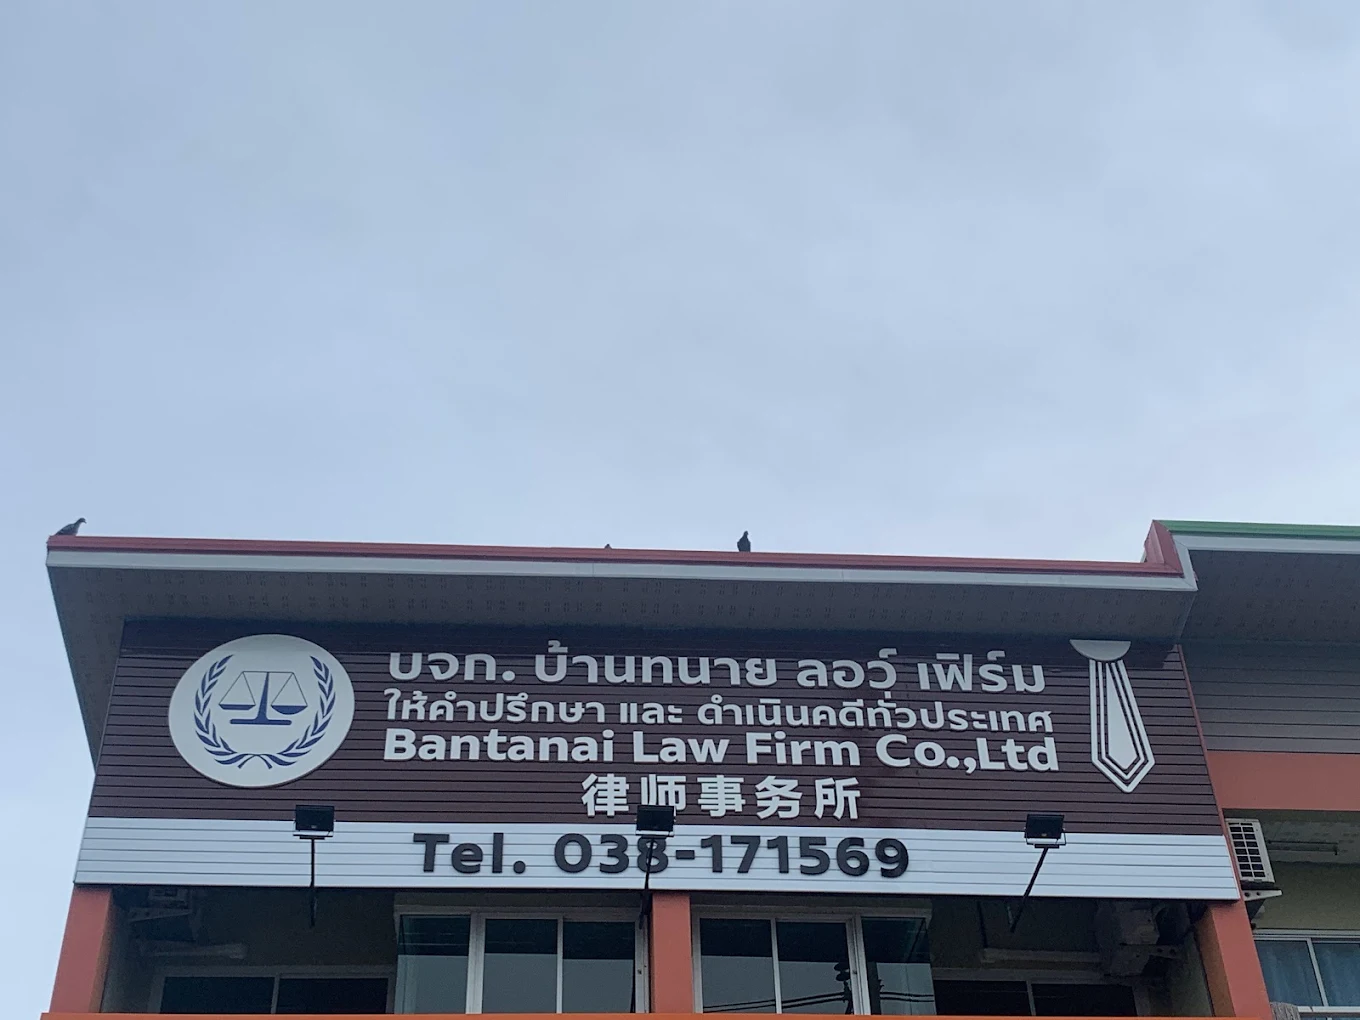 บจก. บ้านทนาย ลอว์ เฟิร์ม
ให้คำปรึกษา และ ดำเนินคดีทั่วประเทศ
Bantanai Law Firm Co.,Ltd
律师事务所
Tel. 038-171569